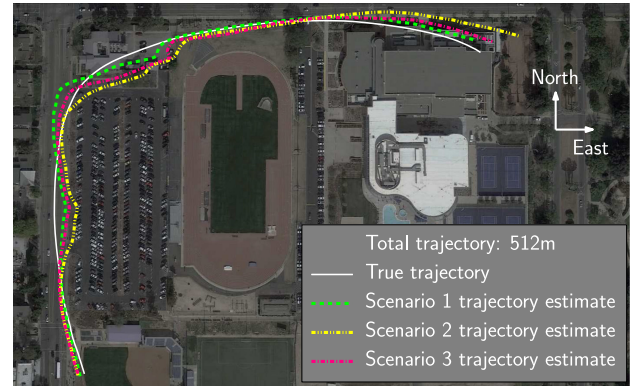 North
East
Total trajectory: 512m
True trajectory
Scenario 1 trajectory estimate
Scenario 2 trajectory estimate
Scenario 3 trajectory estimate